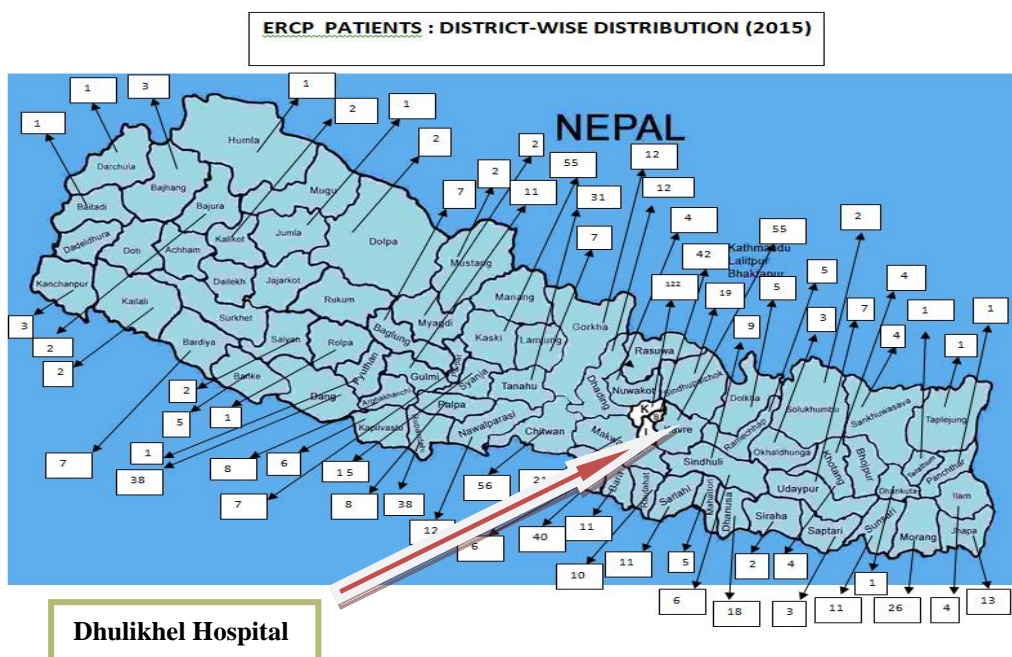 ERCP PATIENTS : DISTRICT-WISE DISTRIBUTION (2015)
NEPAL
1
3
1
2
1
1
2
7
2
2
11
55
31
7
12
12
4
42
122
19
55
5
9
2
5
3
7
4
4
1
1
1
Kathmandu
Lalitpur
Bhaktapur
Darchula
Humla
Baitadi
Bajhang
Bajura
Mugu
Dadeldhura
Doti
Achham
Kalikot
Jumla
Dolpa
Kanchanpur
Kailali
Dailekh
Jajarkot
Mustang
Surkhet
Rukum
Manang
Bardiya
Salyan
Rolpa
Baglung
Myagdi
Kaski
Lamjung
Gorkha
Banke
Dang
Pyuthan
Gulmi
Syanja
Tanahu
Dhading
Rasuwa
Nuwakot
Sindhupalchok
Dolkha
Arghakhanchi
Palpa
Kapilvastu
Nawalparasi
Chitwan
K
Kavre
Ramechhap
Solukhumbu
Sankhuwasava
Taplejung
Okhaldhunga
Khotang
Bhojpur
Terathum
Panchthar
Sindhuli
Bara
Sarlahi
Mahattori
Dhanusa
Udaypur
Dhankuta
Ilam
Siraha
Saptari
Sunsari
Morang
Jhapa
3
2
2
2
5
1
7
1
38
8
6
7
15
8
38
12
56
6
21
40
11
10
11
5
6
18
2
4
3
11
1
26
4
13
Dhulikhel Hospital